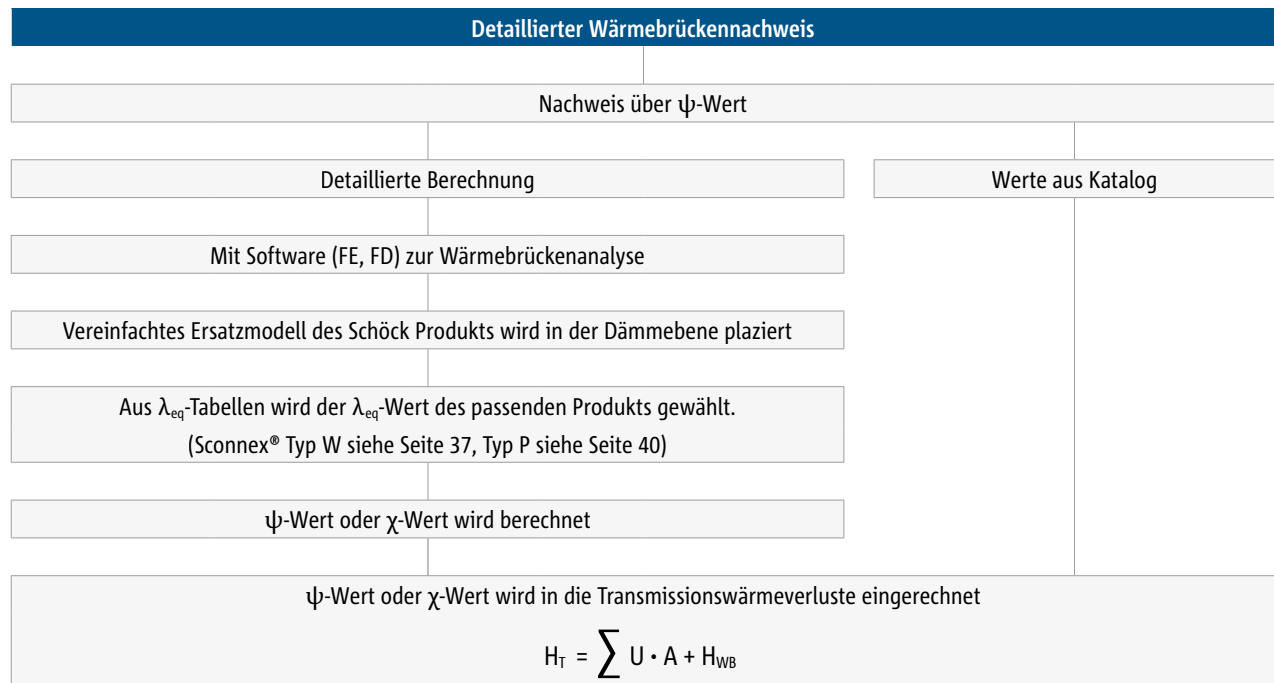 Detaillierter Wärmebrückennachweis
Nachweis über ψ-Wert
Detaillierte Berechnung
Werte aus Katalog
Mit Software (FE, FD) zur Wärmebrückenanalyse
Vereinfachtes Ersatzmodell des Schöck Produkts wird in der Dämmebene plaziert
Aus λeq-Tabellen wird der λeq-Wert des passenden Produkts gewählt.
(Sconnex® Typ W siehe Seite 37, Typ P siehe Seite 40)
ψ-Wert oder χ-Wert wird berechnet
ψ-Wert oder χ-Wert wird in die Transmissionswärmeverluste eingerechnet
HT = ∑ U · A + HWB